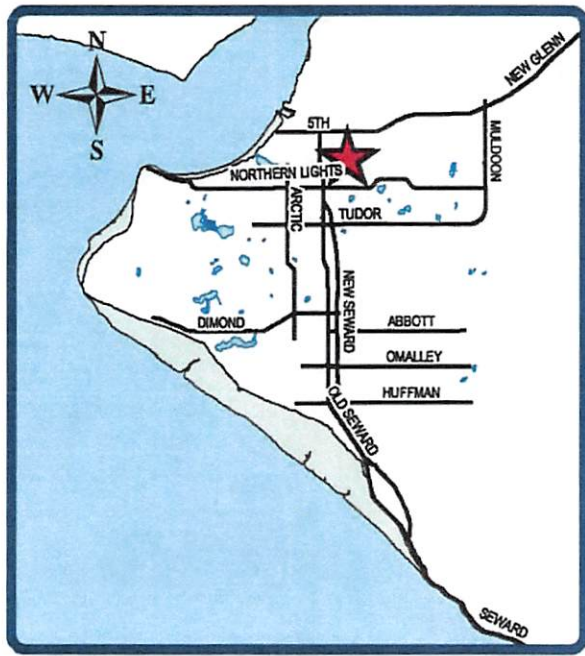 N
W E
S
NEW GLENN
5TH
MULDOON
NORTHERN LIGHTS
ARCTIC
TUDOR
NEW SEWARD
DIMOND
ABBOTT
OMALLEY
HUFFMAN
OLD SEWARD
SEWARD